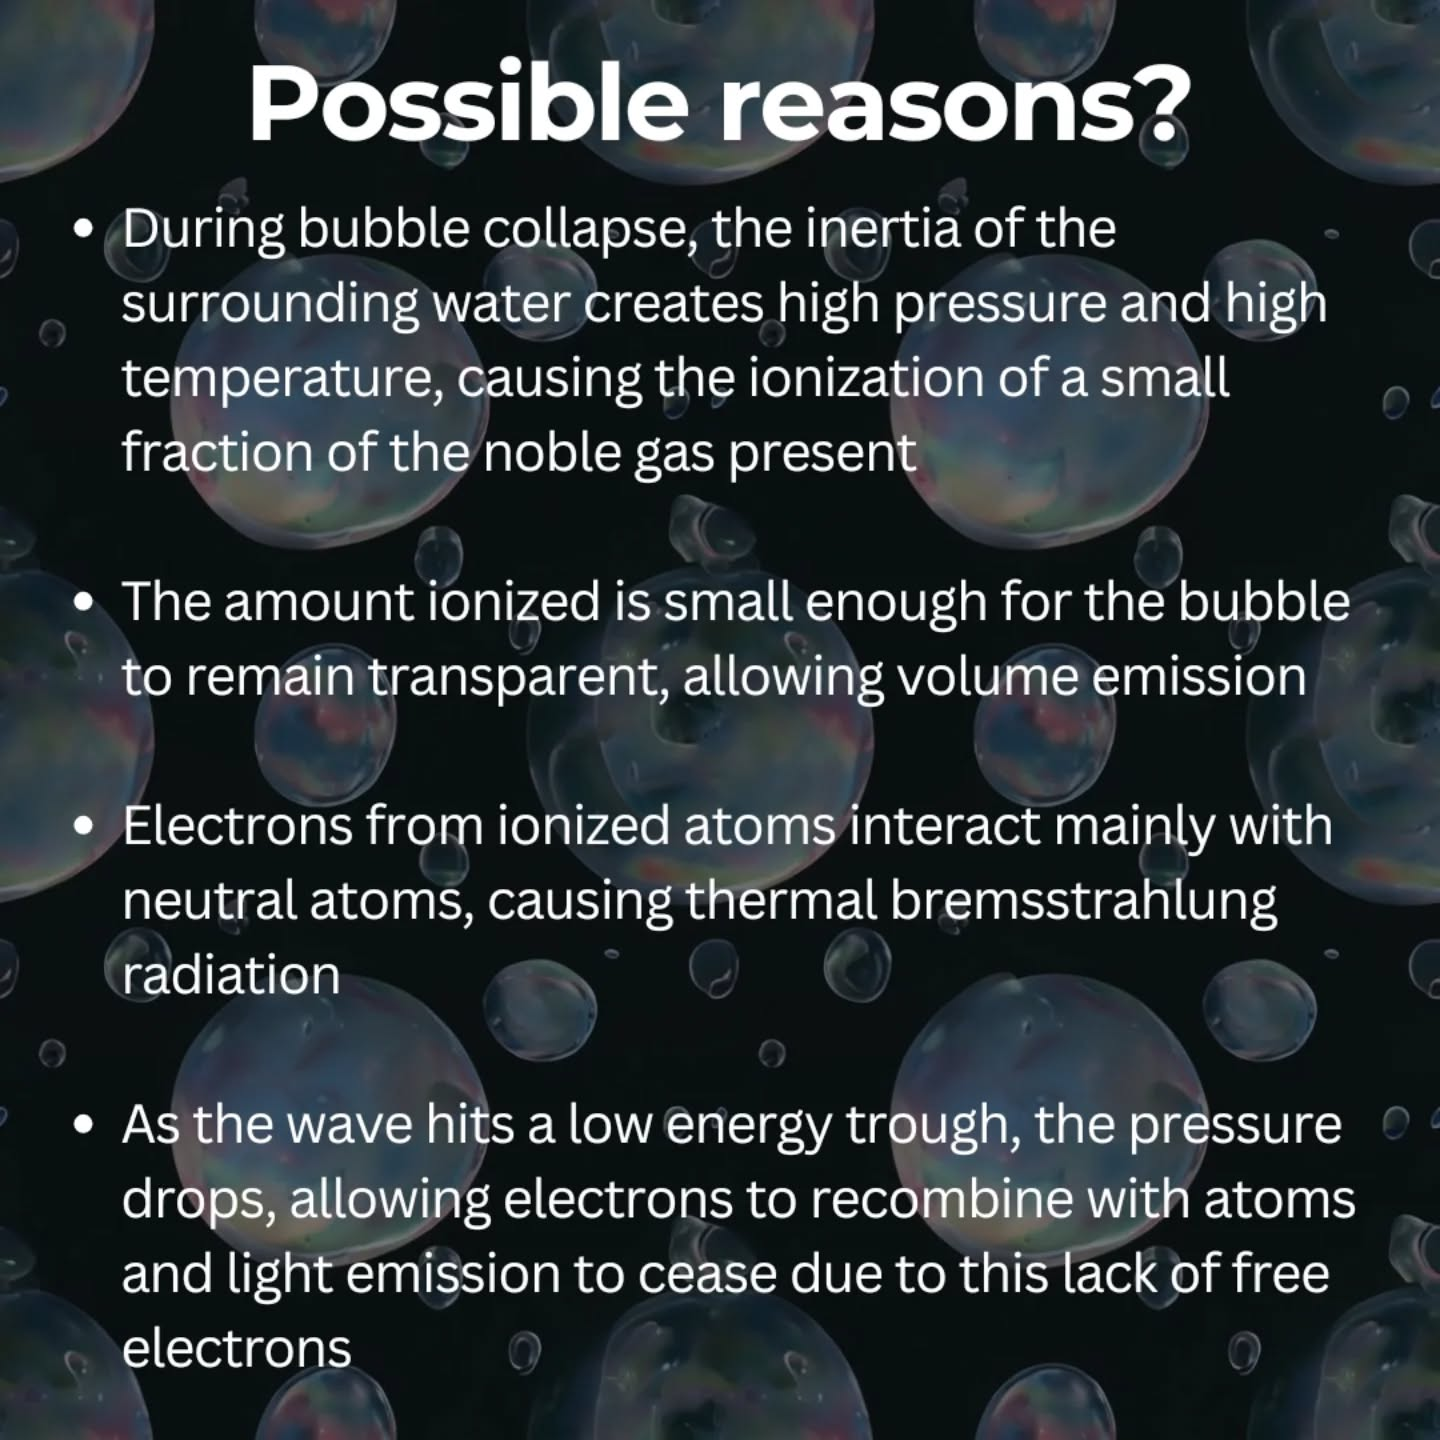 Possible reasons?
• During bubble collapse, the inertia of the
surrounding water creates high pressure and high
temperature, causing the ionization of a small
fraction of the noble gas present
• The amount ionized is small enough for the bubble
to remain transparent, allowing volume emission
• Electrons from ionized atoms interact mainly with
neutral atoms, causing thermal bremsstrahlung
radiation
• As the wave hits a low energy trough, the pressure
drops, allowing electrons to recombine with atoms
and light emission to cease due to this lack of free
electrons